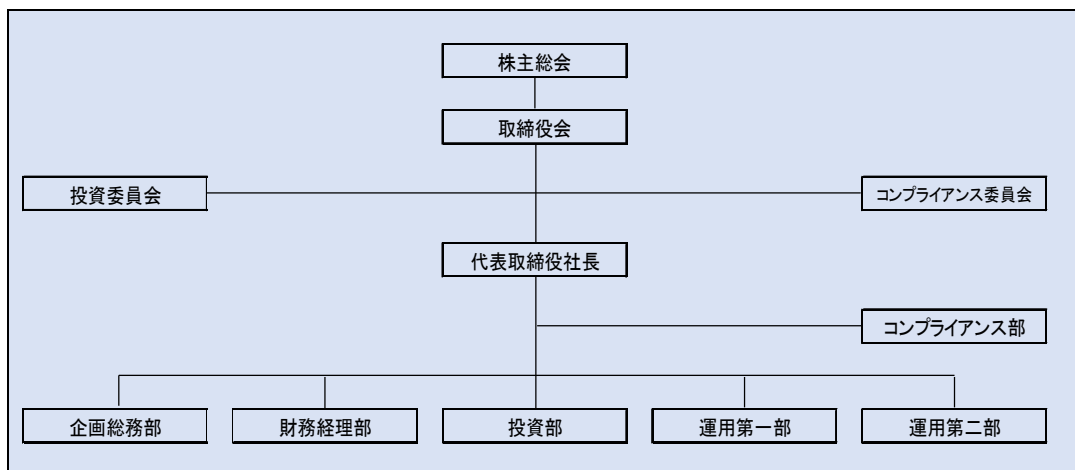 株主総会
取締役会
投資委員会
コンプライアンス委員会
代表取締役社長
コンプライアンス部
企画総務部
財務経理部
投資部
運用第一部
運用第二部